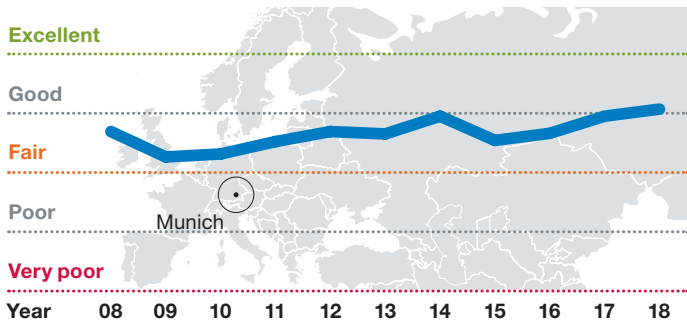 Excellent
Good
Fair
Poor
Munich
Very poor
Year 08 09 10 11 12 13 14 15 16 17 18